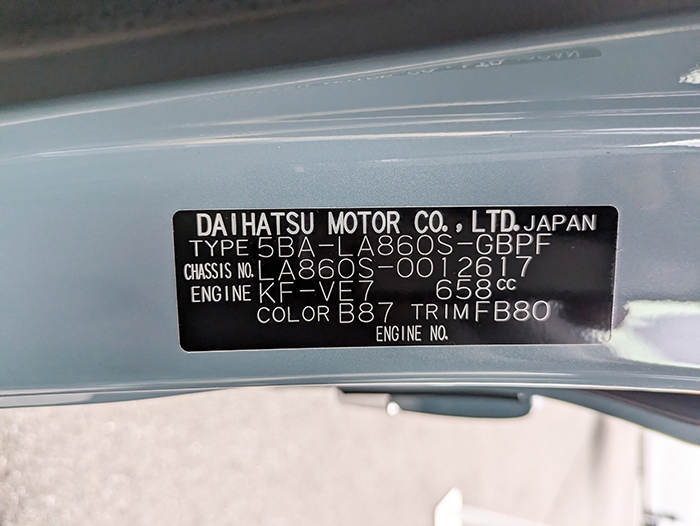 DAIHATSU MOTOR CO., LTD. JAPAN
TYPE 5BA-LA860S-GBPF
CHASSIS NO. LA860S-0012617
ENGINE KF-VE7 658cc
COLOR B87 TRIM FB80
ENGINE NO.